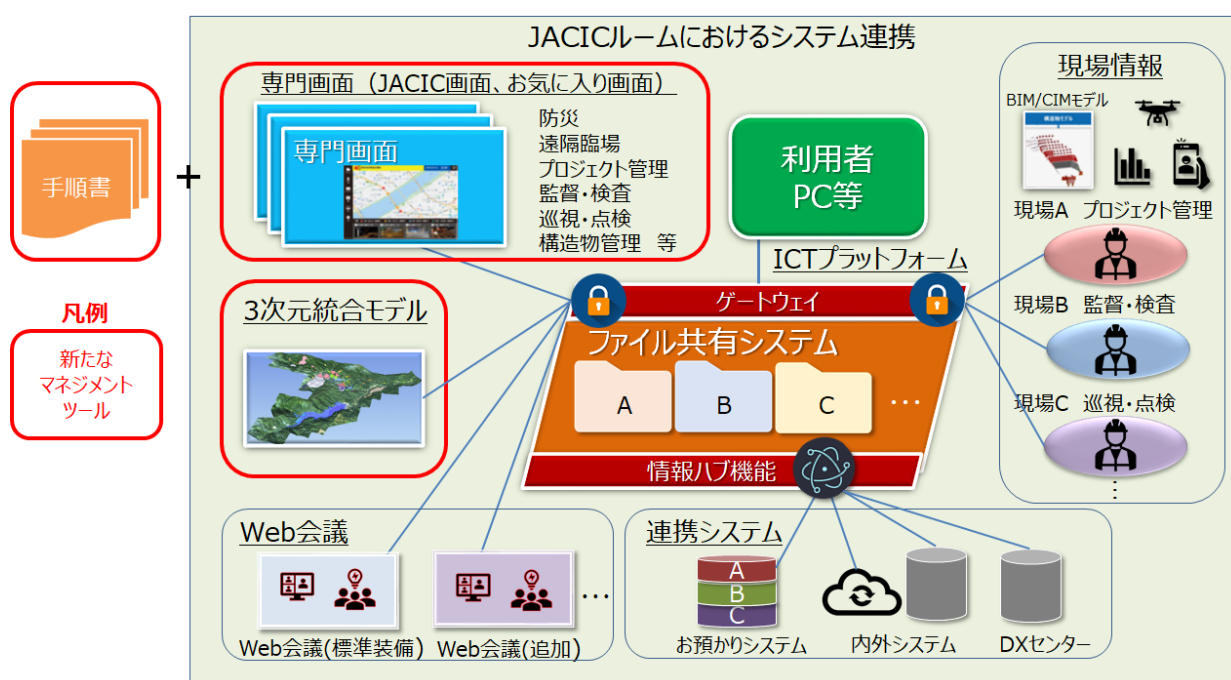 JACICルームにおけるシステム連携
手順書
+
凡例
新たな
マネジメント
ツール
専門画面（JACIC画面、お気に入り画面）
専門画面
防災
遠隔臨場
プロジェクト管理
監督・検査
巡視・点検
構造物管理　等
利用者
PC等
3次元統合モデル
ICTプラットフォーム
ゲートウェイ
ファイル共有システム
A
B
C
…
情報ハブ機能
現場情報
BIM/CIMモデル
構造物モデル
現場A　プロジェクト管理
現場B　監督・検査
現場C　巡視・点検
⋮
Web会議
…
Web会議(標準装備)
Web会議(追加)
連携システム
A
B
C
お預かりシステム
内外システム
DXセンター